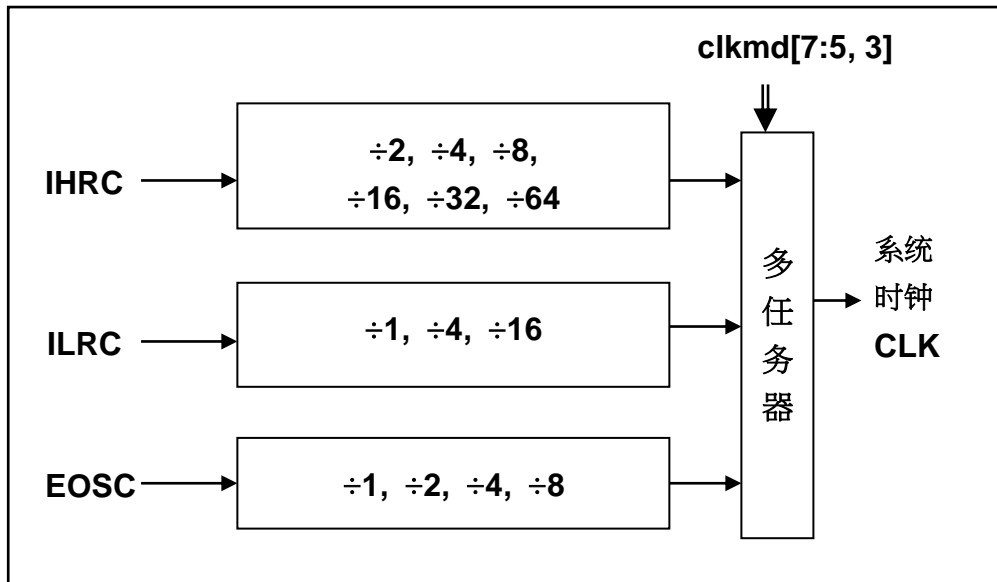 clkmd[7:5, 3]
IHRC
÷2, ÷4, ÷8,
÷16, ÷32, ÷64
ILRC
÷1, ÷4, ÷16
EOSC
÷1, ÷2, ÷4, ÷8
多
任
务
器
系统
时钟
CLK